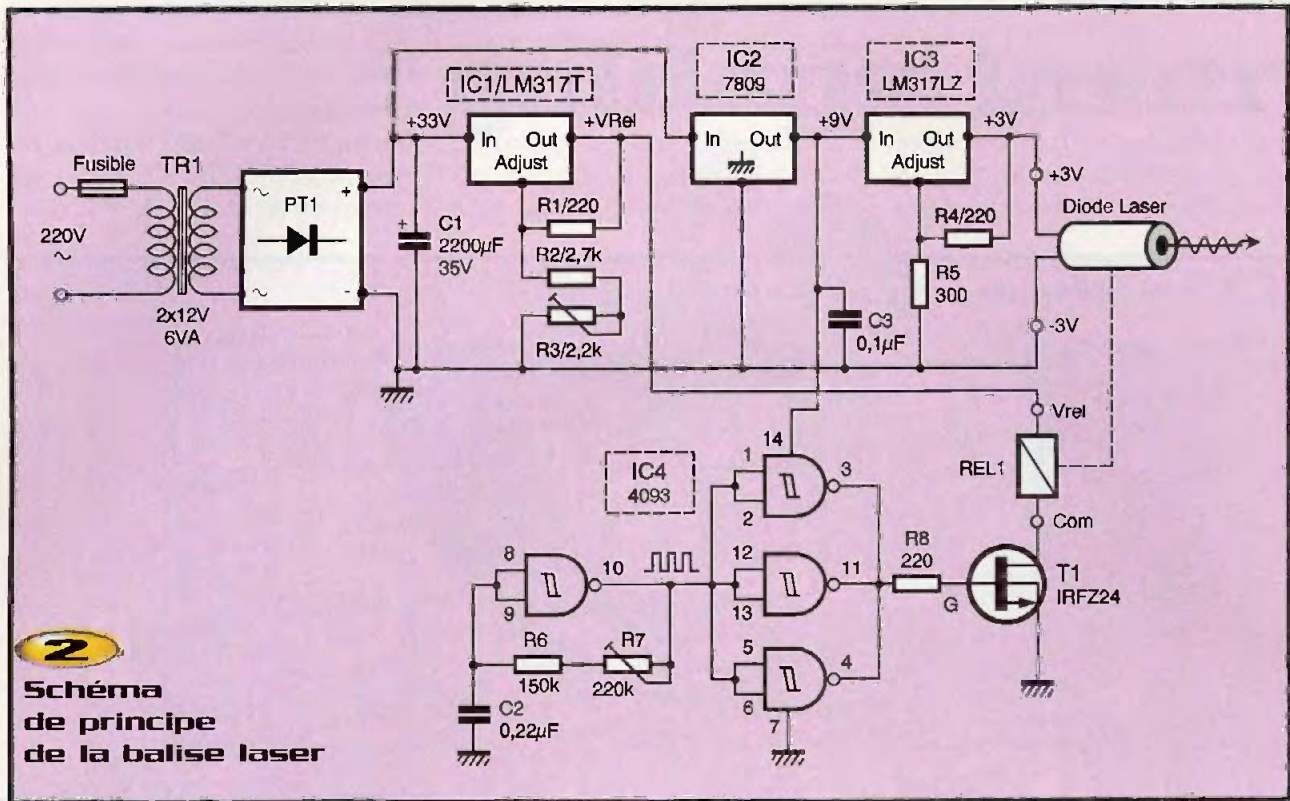 IC1/LM317T
IC2
7809
IC3
LM317LZ
Fusible
TR1
220V
~
2x12V
6VA
PT1
~
~
+
-
+33V
+
C1
2200µF
35V
In Out
Adjust
+VRel
R1/220
R2/2,7k
R3/2,2k
In Out
+9V
In Out
Adjust
+3V
R4/220
R5
300
C3
0,1µF
+3V
Diode Laser
-3V
Vrel
REL1
Com
IC4
4093
14
1
2
3
8
9
10
12
13
11
5
6
4
7
R6
150k
R7
220k
C2
0,22µF
R8
220
G
T1
IRFZ24
2
Schéma
de principe
de la balise laser